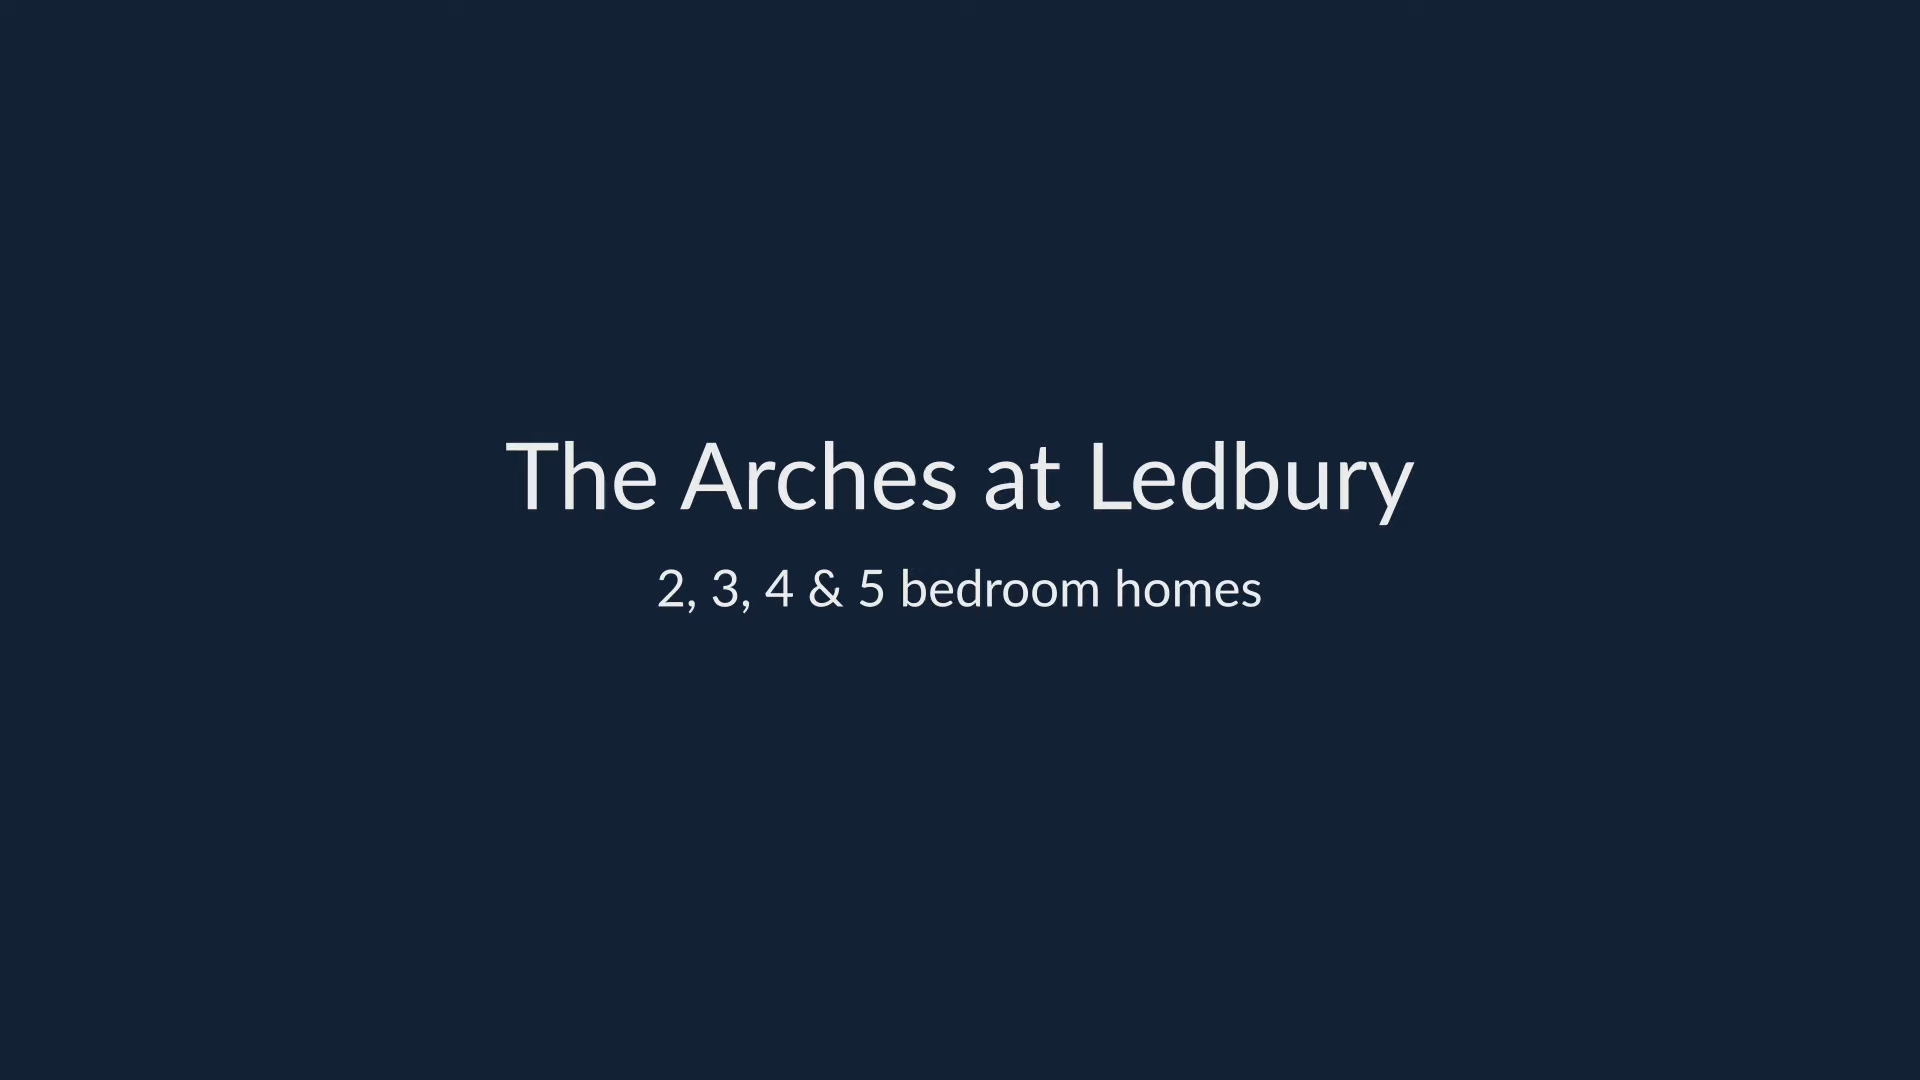 The Arches at Ledbury
2, 3, 4 & 5 bedroom homes